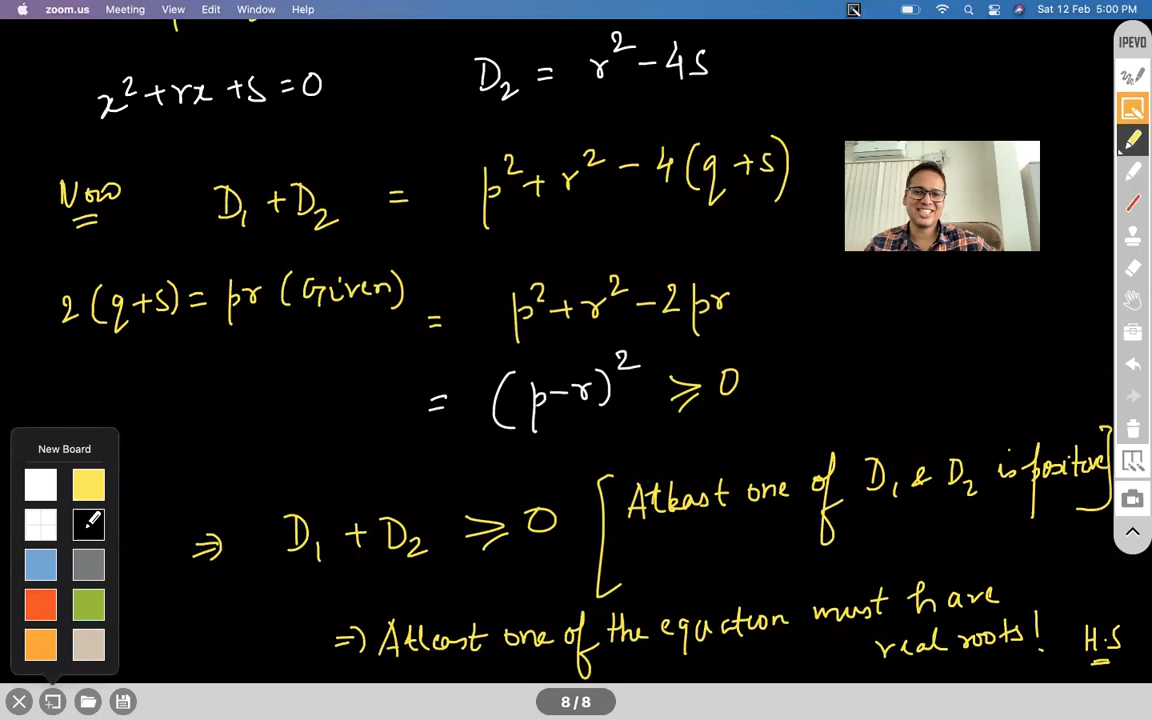 zoom.us Meeting View Edit Window Help Sat 12 Feb 5:00 PM
IPEVO
x²+rx+s=0 D₂ = r²-4s
Now D₁+D₂ = p²+r²-4(q+s)
2(q+s)=pr (Given) = p²+r²-2pr
= (p-r)² ⩾ 0
New Board
⇒ D₁+D₂ ⩾ 0 [Atleast one of D₁ & D₂ is positive]
⇒ Atleast one of the equation must have
real roots! H.S
8/8